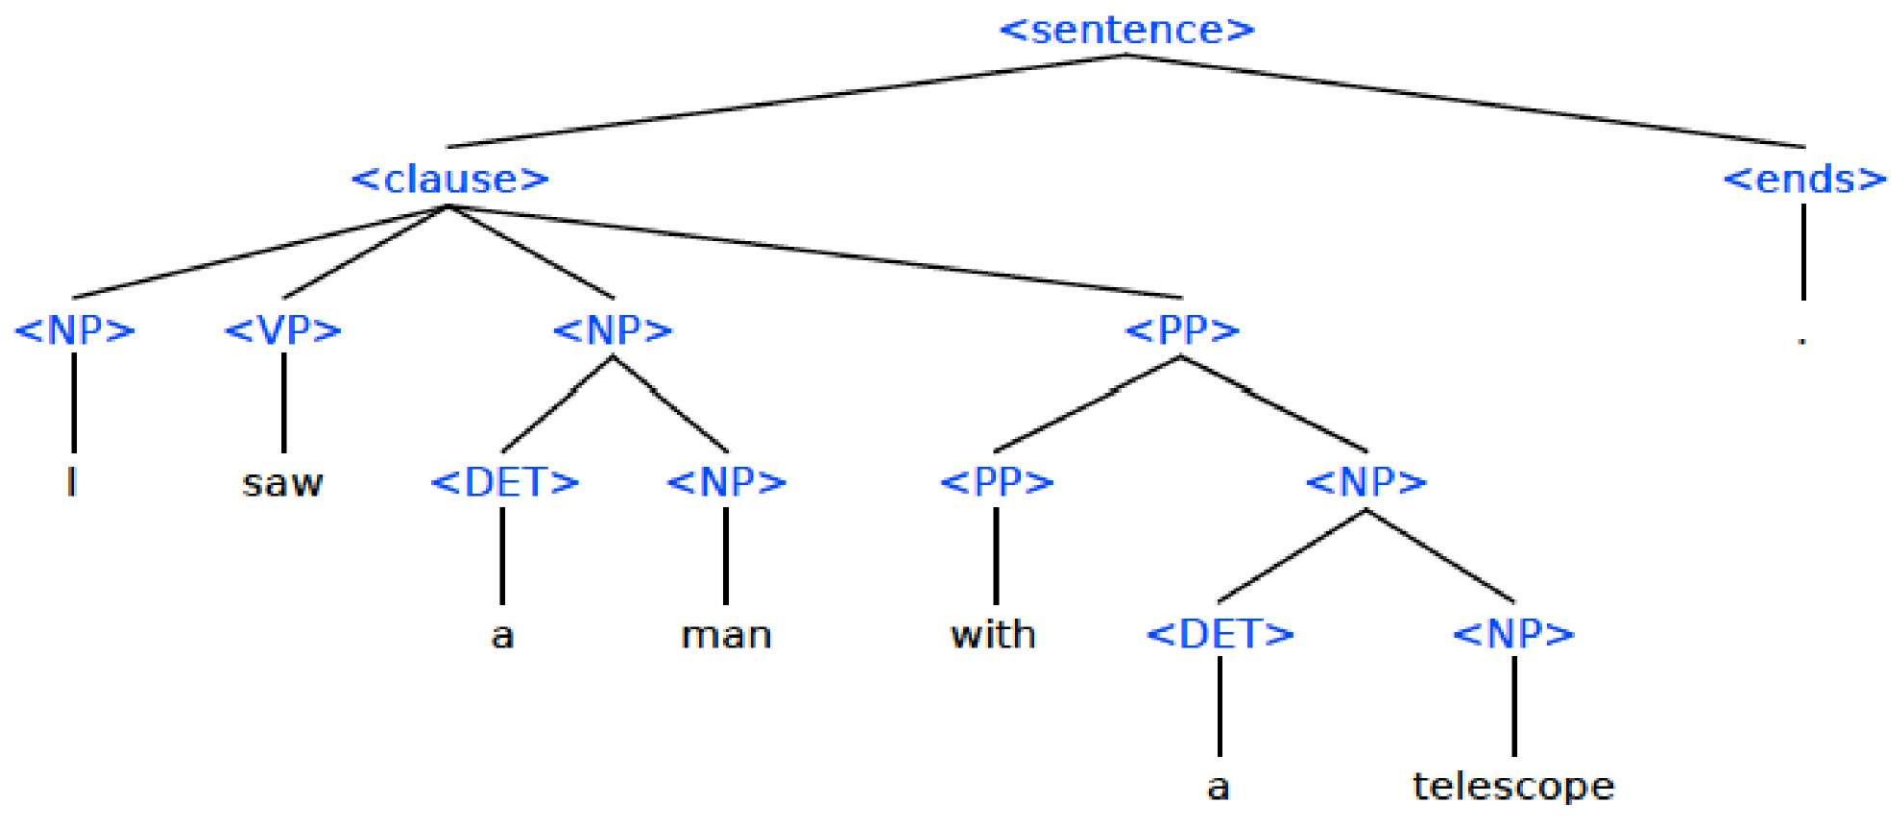 <sentence>
<clause> <ends>
<NP> <VP> <NP> <PP> .
I saw <DET> <NP> <PP> <NP>
a man with <DET> <NP>
a telescope